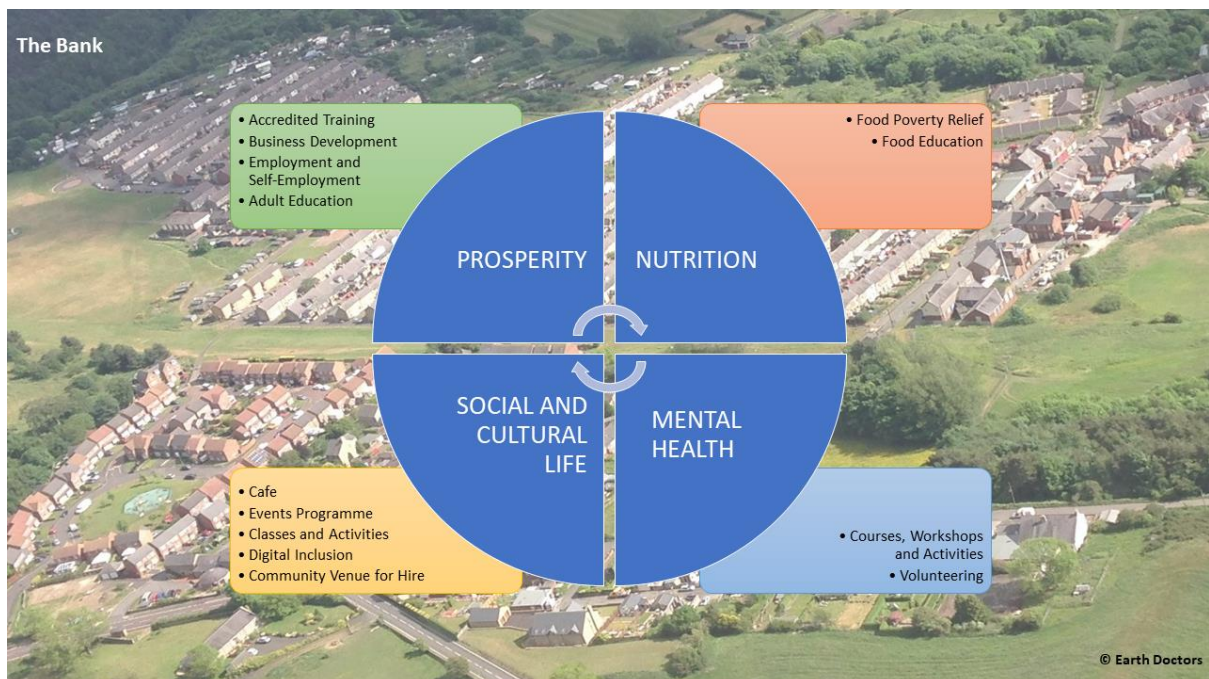 The Bank
• Accredited Training
• Business Development
• Employment and
Self-Employment
• Adult Education
PROSPERITY
• Food Poverty Relief
• Food Education
NUTRITION
SOCIAL AND
CULTURAL
LIFE
• Cafe
• Events Programme
• Classes and Activities
• Digital Inclusion
• Community Venue for Hire
MENTAL
HEALTH
• Courses, Workshops
and Activities
• Volunteering
© Earth Doctors